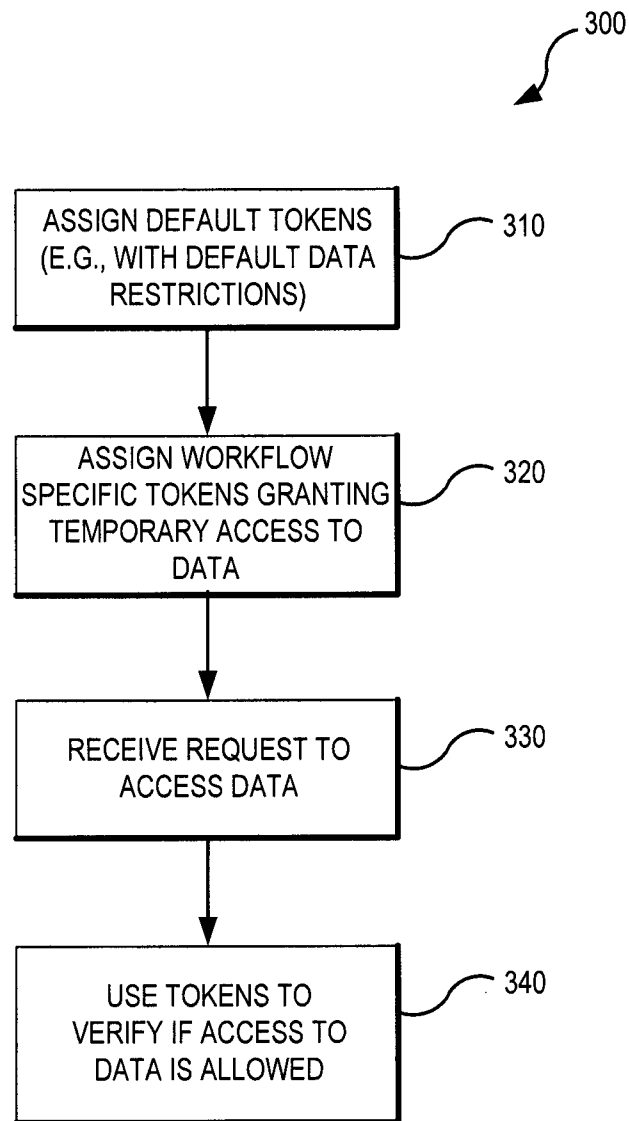 300
ASSIGN DEFAULT TOKENS
(E.G., WITH DEFAULT DATA
RESTRICTIONS)
310
ASSIGN WORKFLOW
SPECIFIC TOKENS GRANTING
TEMPORARY ACCESS TO
DATA
320
RECEIVE REQUEST TO
ACCESS DATA
330
USE TOKENS TO
VERIFY IF ACCESS TO
DATA IS ALLOWED
340